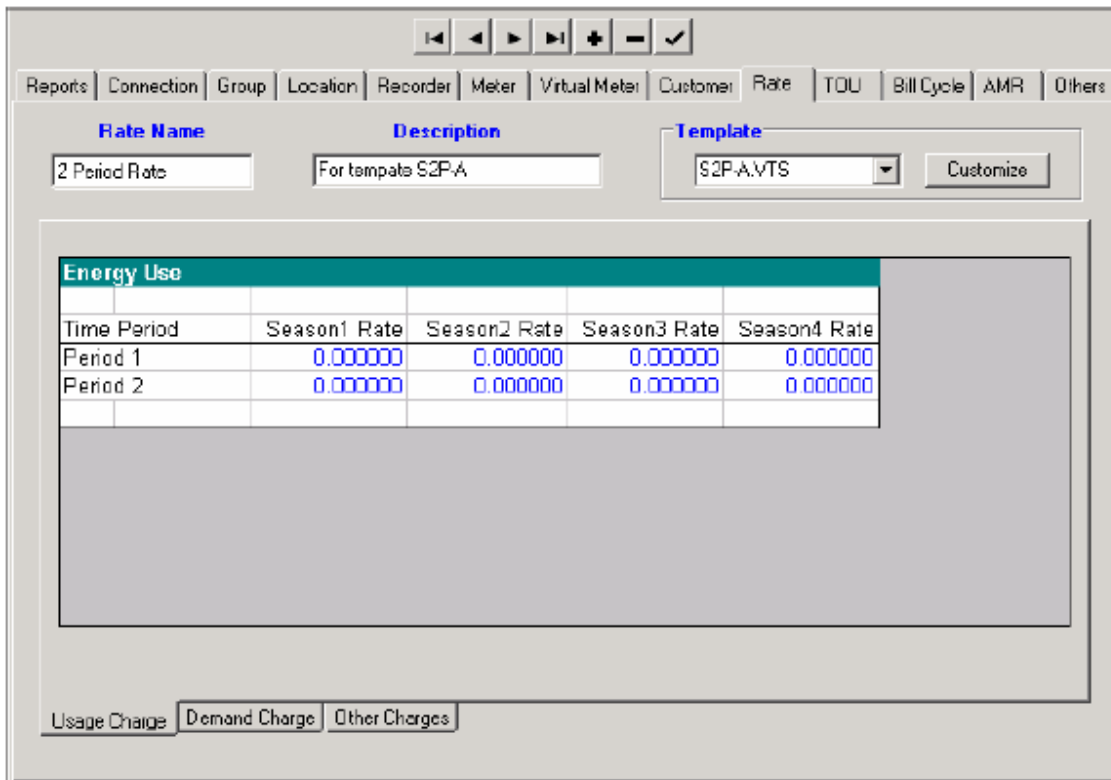 Reports Connection Group Location Recorder Meter Virtual Meter Customer Rate TOU Bill Cycle AMR Others
Rate Name Description Template
2 Period Rate For tempate S2P-A S2P-A.VTS Customize
Energy Use
Time Period Season1 Rate Season2 Rate Season3 Rate Season4 Rate
Period 1 0.000000 0.000000 0.000000 0.000000
Period 2 0.000000 0.000000 0.000000 0.000000
Usage Charge Demand Charge Other Charges